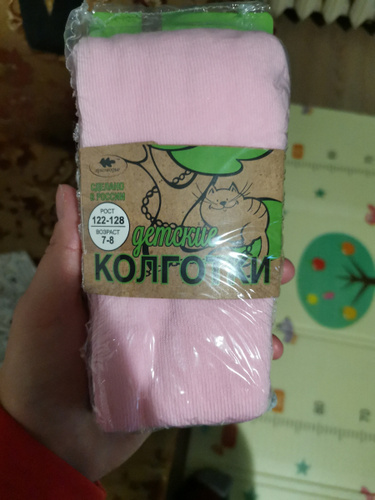 СДЕЛАНО
В РОССИИ
РОСТ
122-128
ВОЗРАСТ
7-8
детские
КОЛГОТКИ